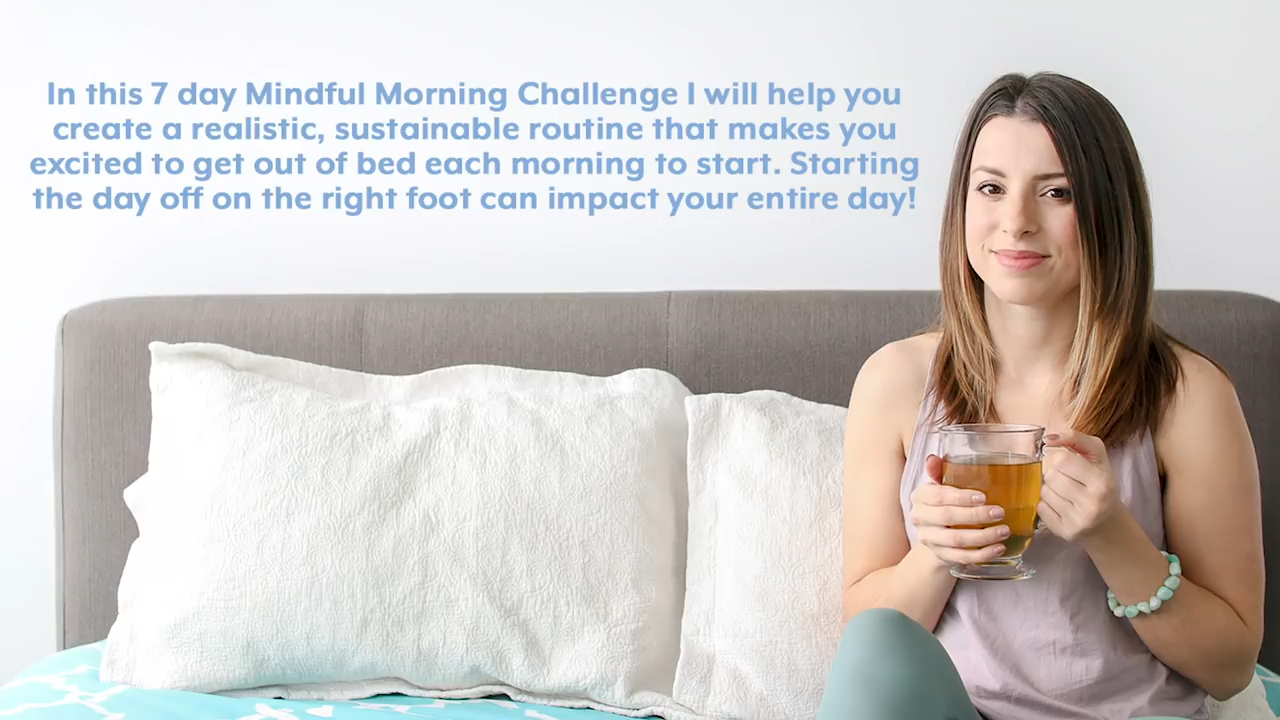 In this 7 day Mindful Morning Challenge I will help you
create a realistic, sustainable routine that makes you
excited to get out of bed each morning to start. Starting
the day off on the right foot can impact your entire day!